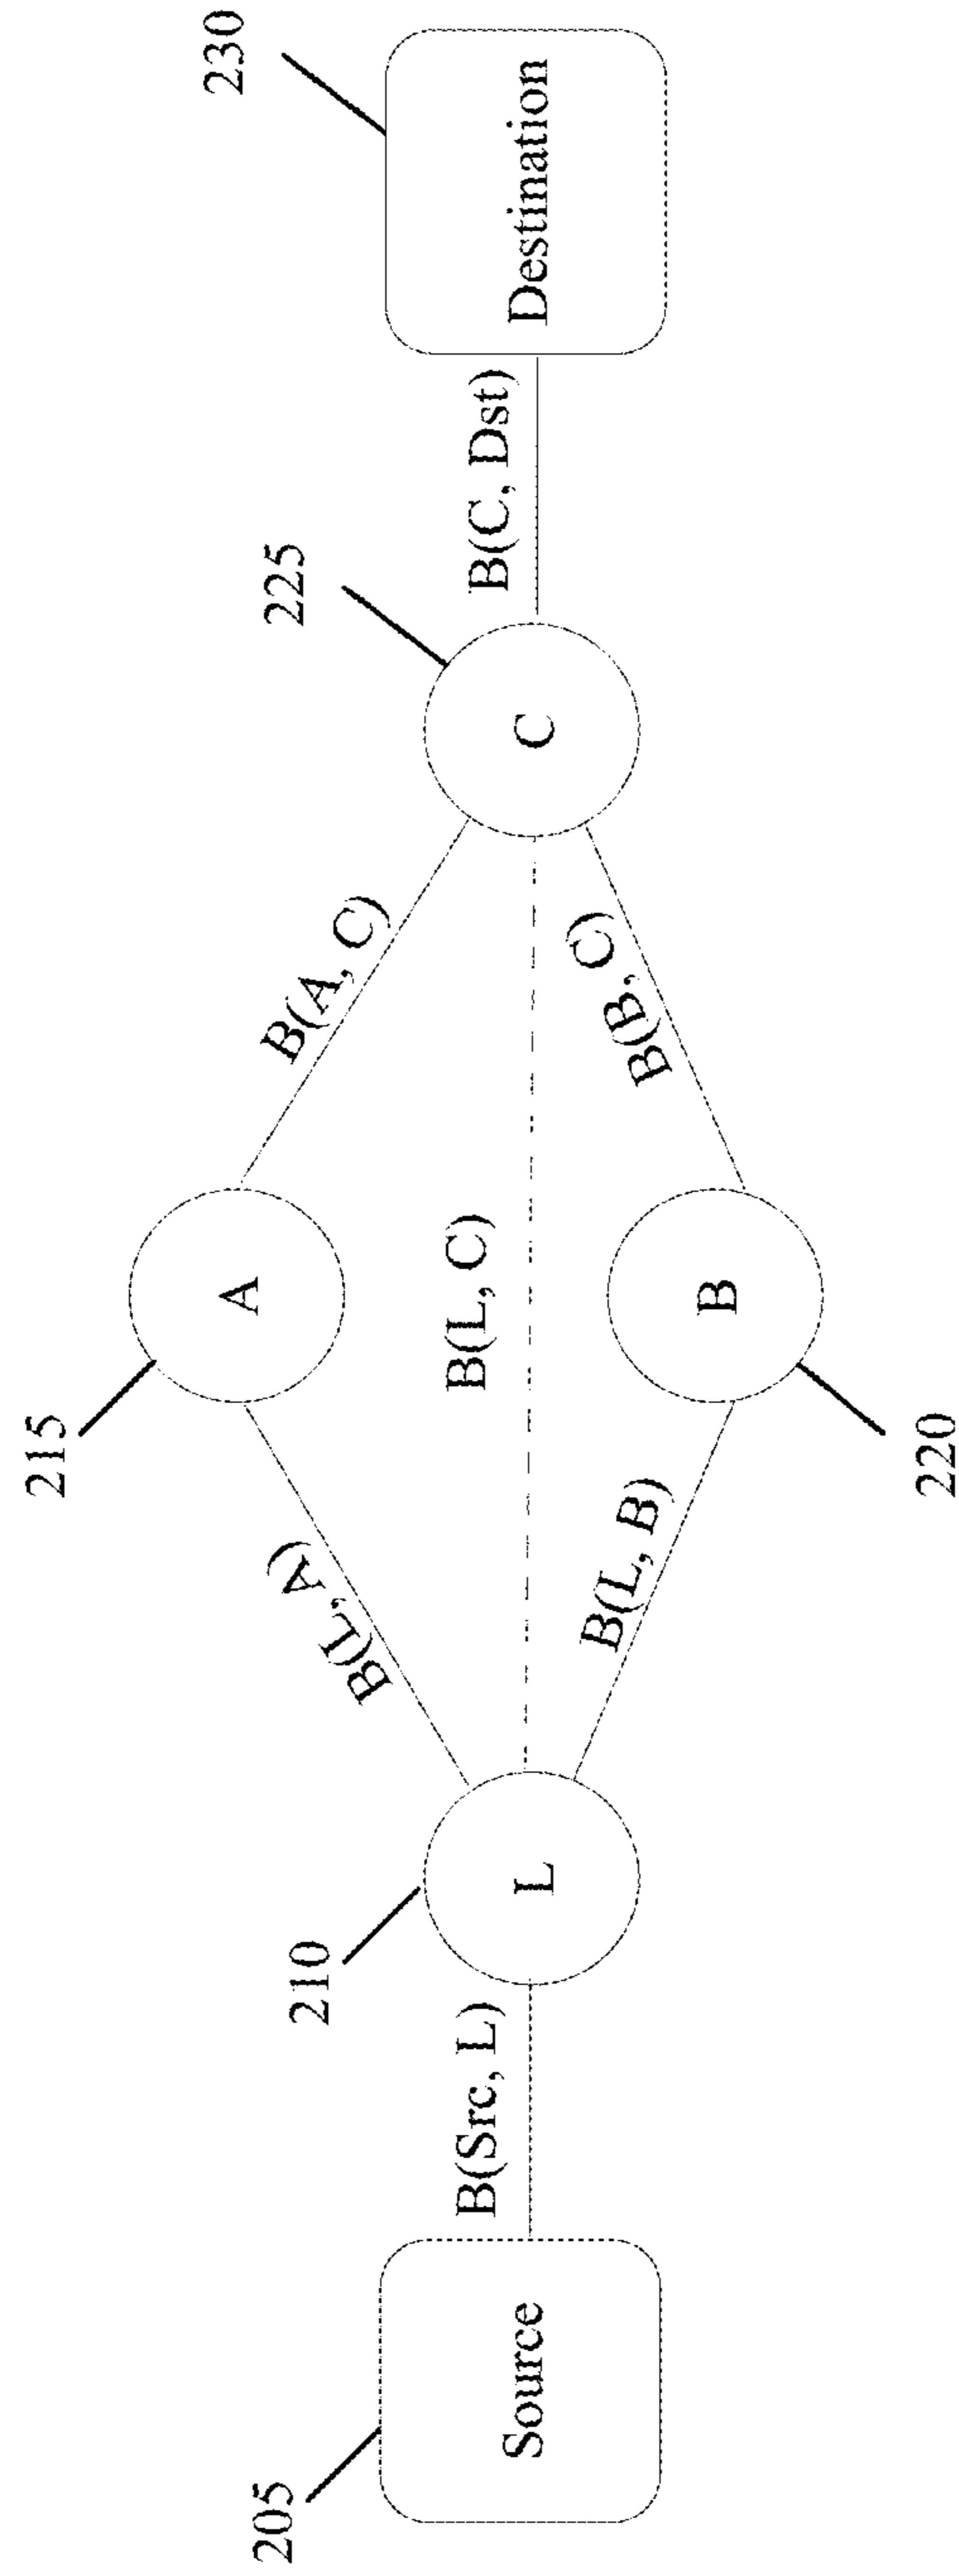 215
230
225
210
205
A
B(L, A)
B(A, C)
Source
B(Src, L)
L
B(L, C)
C
B(C, Dst)
Destination
B(L, B)
B(B, C)
B
220